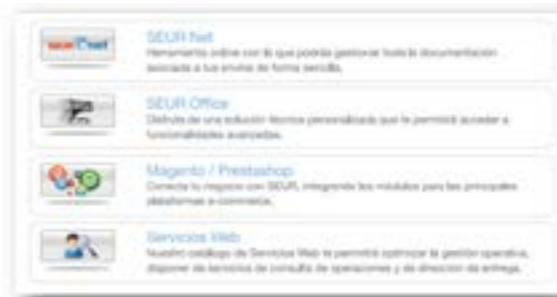 SEUR Net
Herramienta online con la que podrás gestionar toda la documentación
asociada a tus envíos de forma sencilla.
SEUR Office
Disfruta de una solución técnica personalizada que te permitirá acceder a
funcionalidades avanzadas.
Magento / Prestashop
Conecta tu negocio con SEUR, integrando los módulos para las principales
plataformas e-commerce.
Servicios Web
Nuestro catálogo de Servicios Web te permitirá optimizar la gestión operativa,
disponer de servicios de consulta de operaciones y de dirección de entrega.